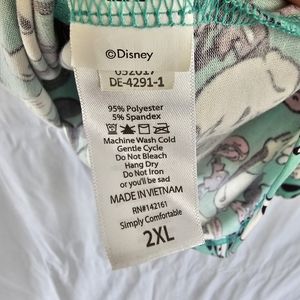 ©Disney
052017
DE-4291-1
95% Polyester
5% Spandex
Machine Wash Cold
Gentle Cycle
Do Not Bleach
Hang Dry
Do Not Iron
or you'll be sad
MADE IN VIETNAM
RN#142161
Simply Comfortable
2XL